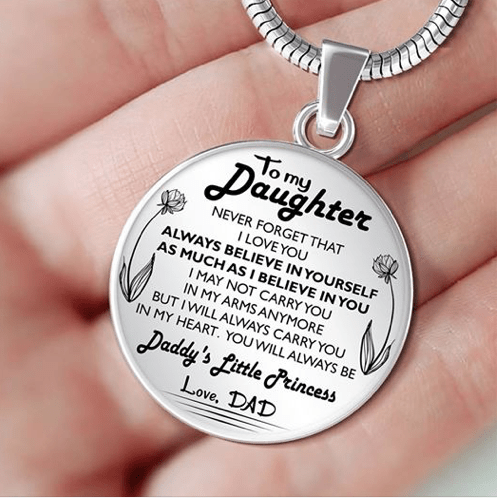 To my
Daughter
NEVER FORGET THAT
I LOVE YOU
ALWAYS BELIEVE IN YOURSELF
AS MUCH AS I BELIEVE IN YOU
I MAY NOT CARRY YOU
IN MY ARMS ANYMORE
BUT I WILL ALWAYS CARRY YOU
IN MY HEART. YOU WILL ALWAYS BE
Daddy's Little Princess
Love, DAD